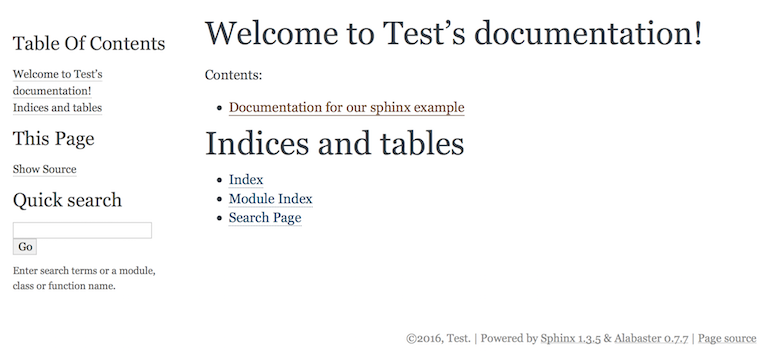 Table Of Contents
Welcome to Test’s
documentation!
Indices and tables
This Page
Show Source
Quick search
Go
Enter search terms or a module,
class or function name.
Welcome to Test’s documentation!
Contents:
Documentation for our sphinx example
Indices and tables
Index
Module Index
Search Page
©2016, Test. | Powered by Sphinx 1.3.5 & Alabaster 0.7.7 | Page source